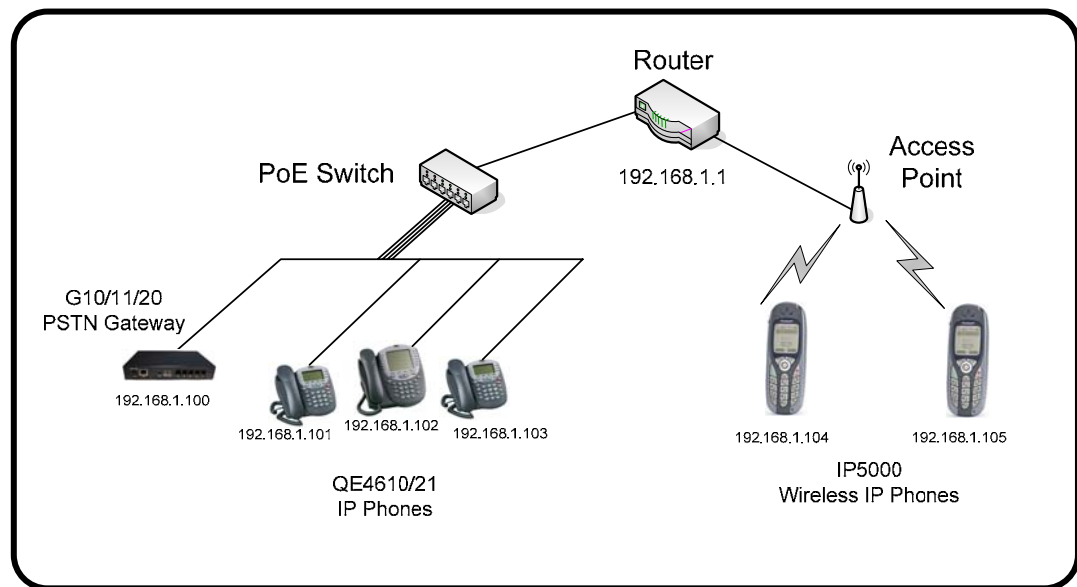 Router
192.168.1.1
PoE Switch
Access
Point
G10/11/20
PSTN Gateway
192.168.1.100
192.168.1.101
192.168.1.102
192.168.1.103
QE4610/21
IP Phones
192.168.1.104
192.168.1.105
IP5000
Wireless IP Phones